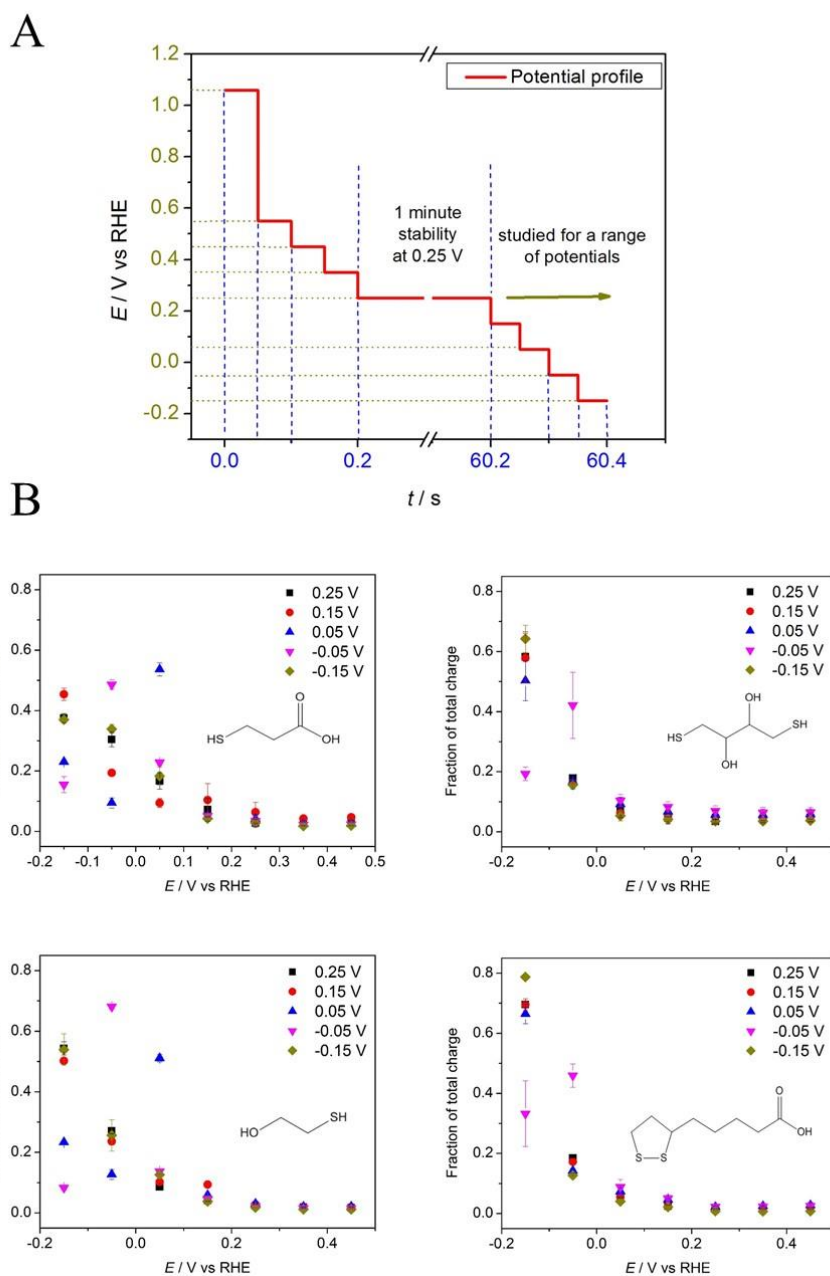 A
1.2
1.0
0.8
0.6
0.4
0.2
0.0
-0.2
E / V vs RHE
Potential profile
1 minute
stability
at 0.25 V
studied for a range
of potentials
0.0
0.2
60.2
60.4
t / s
B
0.8
0.6
0.4
0.2
0.0
0.25 V
0.15 V
0.05 V
-0.05 V
-0.15 V
O
HS
OH
-0.2
-0.1
0.0
0.1
0.2
0.3
0.4
0.5
E / V vs RHE
Fraction of total charge
0.8
0.6
0.4
0.2
0.0
0.25 V
0.15 V
0.05 V
-0.05 V
-0.15 V
OH
HS
SH
OH
-0.2
0.0
0.2
0.4
E / V vs RHE
0.8
0.6
0.4
0.2
0.0
0.25 V
0.15 V
0.05 V
-0.05 V
-0.15 V
HO
SH
-0.2
0.0
0.2
0.4
E / V vs RHE
Fraction of total charge
0.8
0.6
0.4
0.2
0.0
0.25 V
0.15 V
0.05 V
-0.05 V
-0.15 V
O
OH
S
S
-0.2
0.0
0.2
0.4
E / V vs RHE